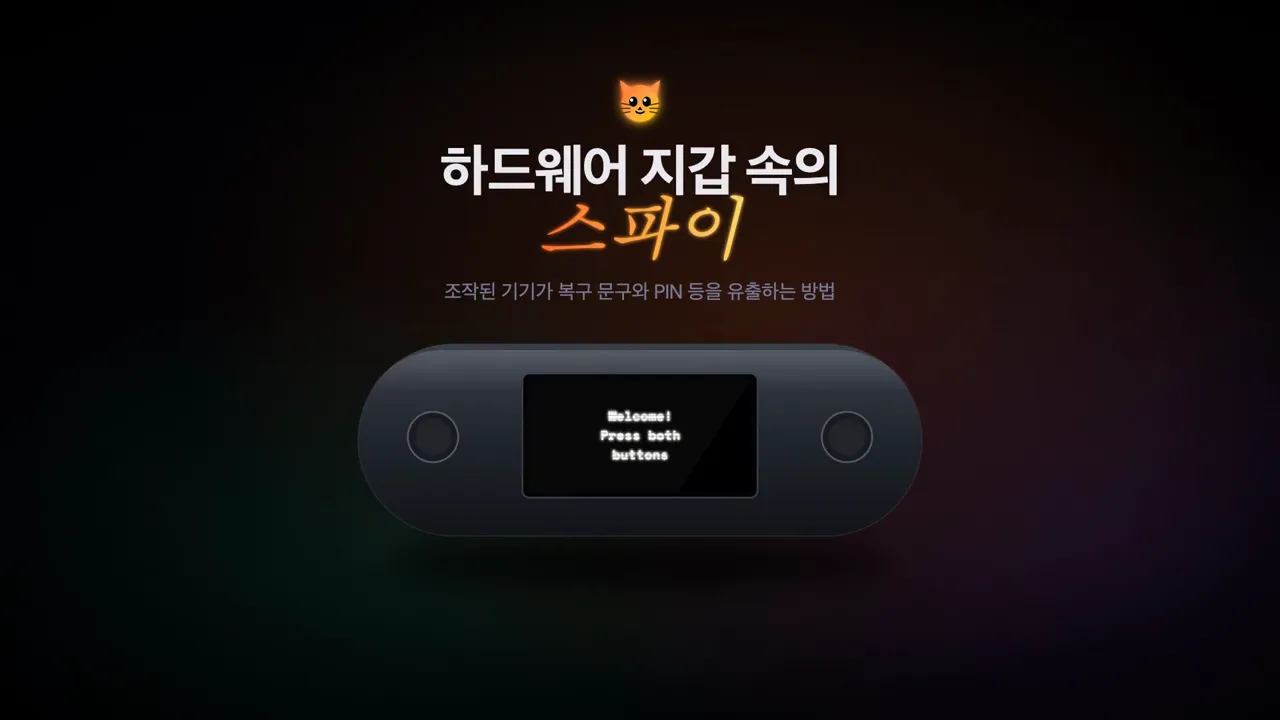 하드웨어 지갑 속의
스파이
조작된 기기가 복구 문구와 PIN 등을 유출하는 방법
Welcome!
Press both
buttons